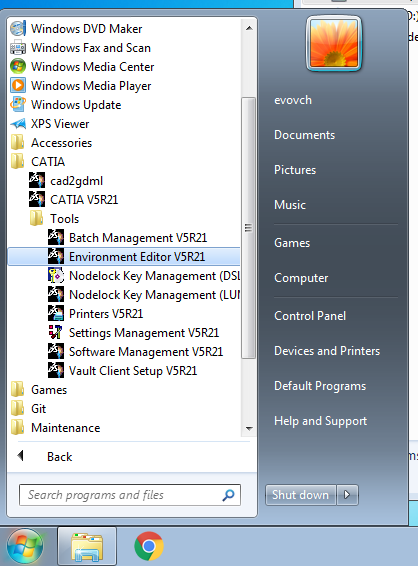 Windows DVD Maker
Windows Fax and Scan
Windows Media Center
Windows Media Player
Windows Update
XPS Viewer
Accessories
CATIA
cad2gdml
CATIA V5R21
Tools
Batch Management V5R21
Environment Editor V5R21
Nodelock Key Management (DSL
Nodelock Key Management (LUM
Printers V5R21
Settings Management V5R21
Software Management V5R21
Vault Client Setup V5R21
Games
Git
Maintenance
Back
Search programs and files
evovch
Documents
Pictures
Music
Games
Computer
Control Panel
Devices and Printers
Default Programs
Help and Support
Shut down